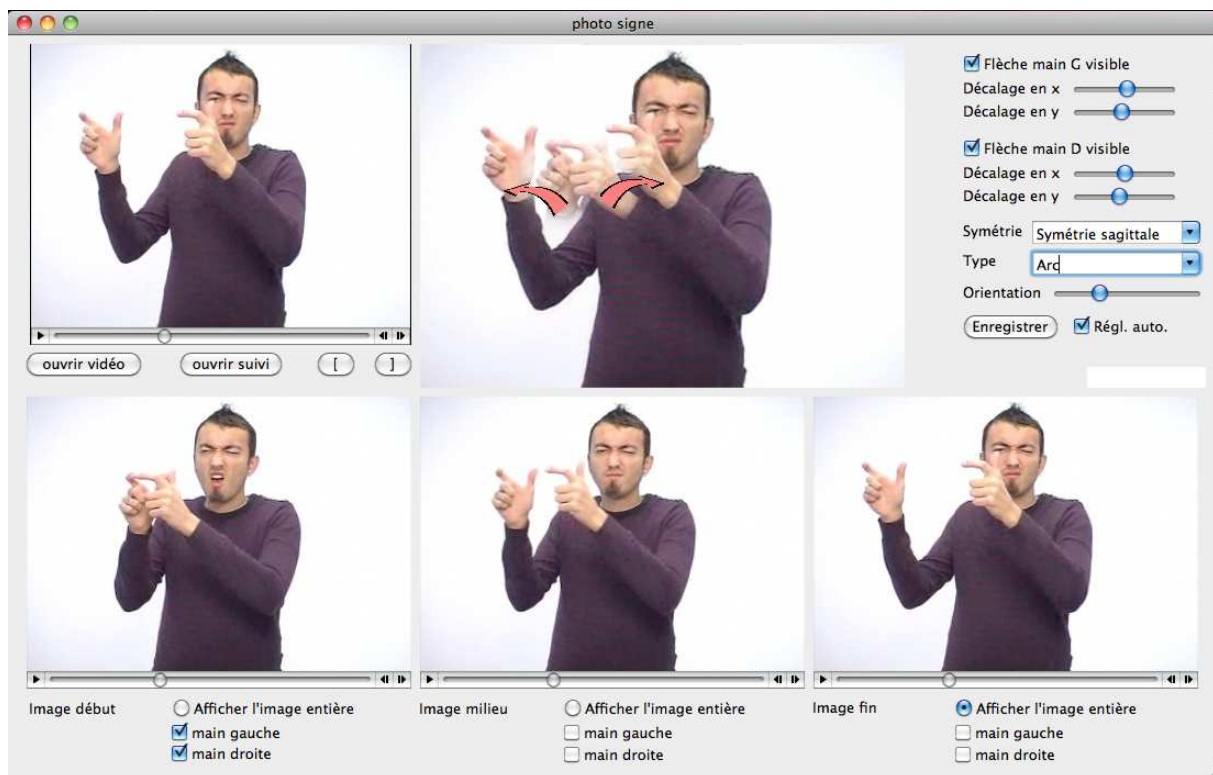 photo signe
Flèche main G visible
Décalage en x
Décalage en y
Flèche main D visible
Décalage en x
Décalage en y
Symétrie Symétrie sagittale
Type Arc
Orientation
Enregistrer Régl. auto.
ouvrir vidéo ouvrir suivi [ ]
Image début Afficher l'image entière
main gauche
main droite
Image milieu Afficher l'image entière
main gauche
main droite
Image fin Afficher l'image entière
main gauche
main droite